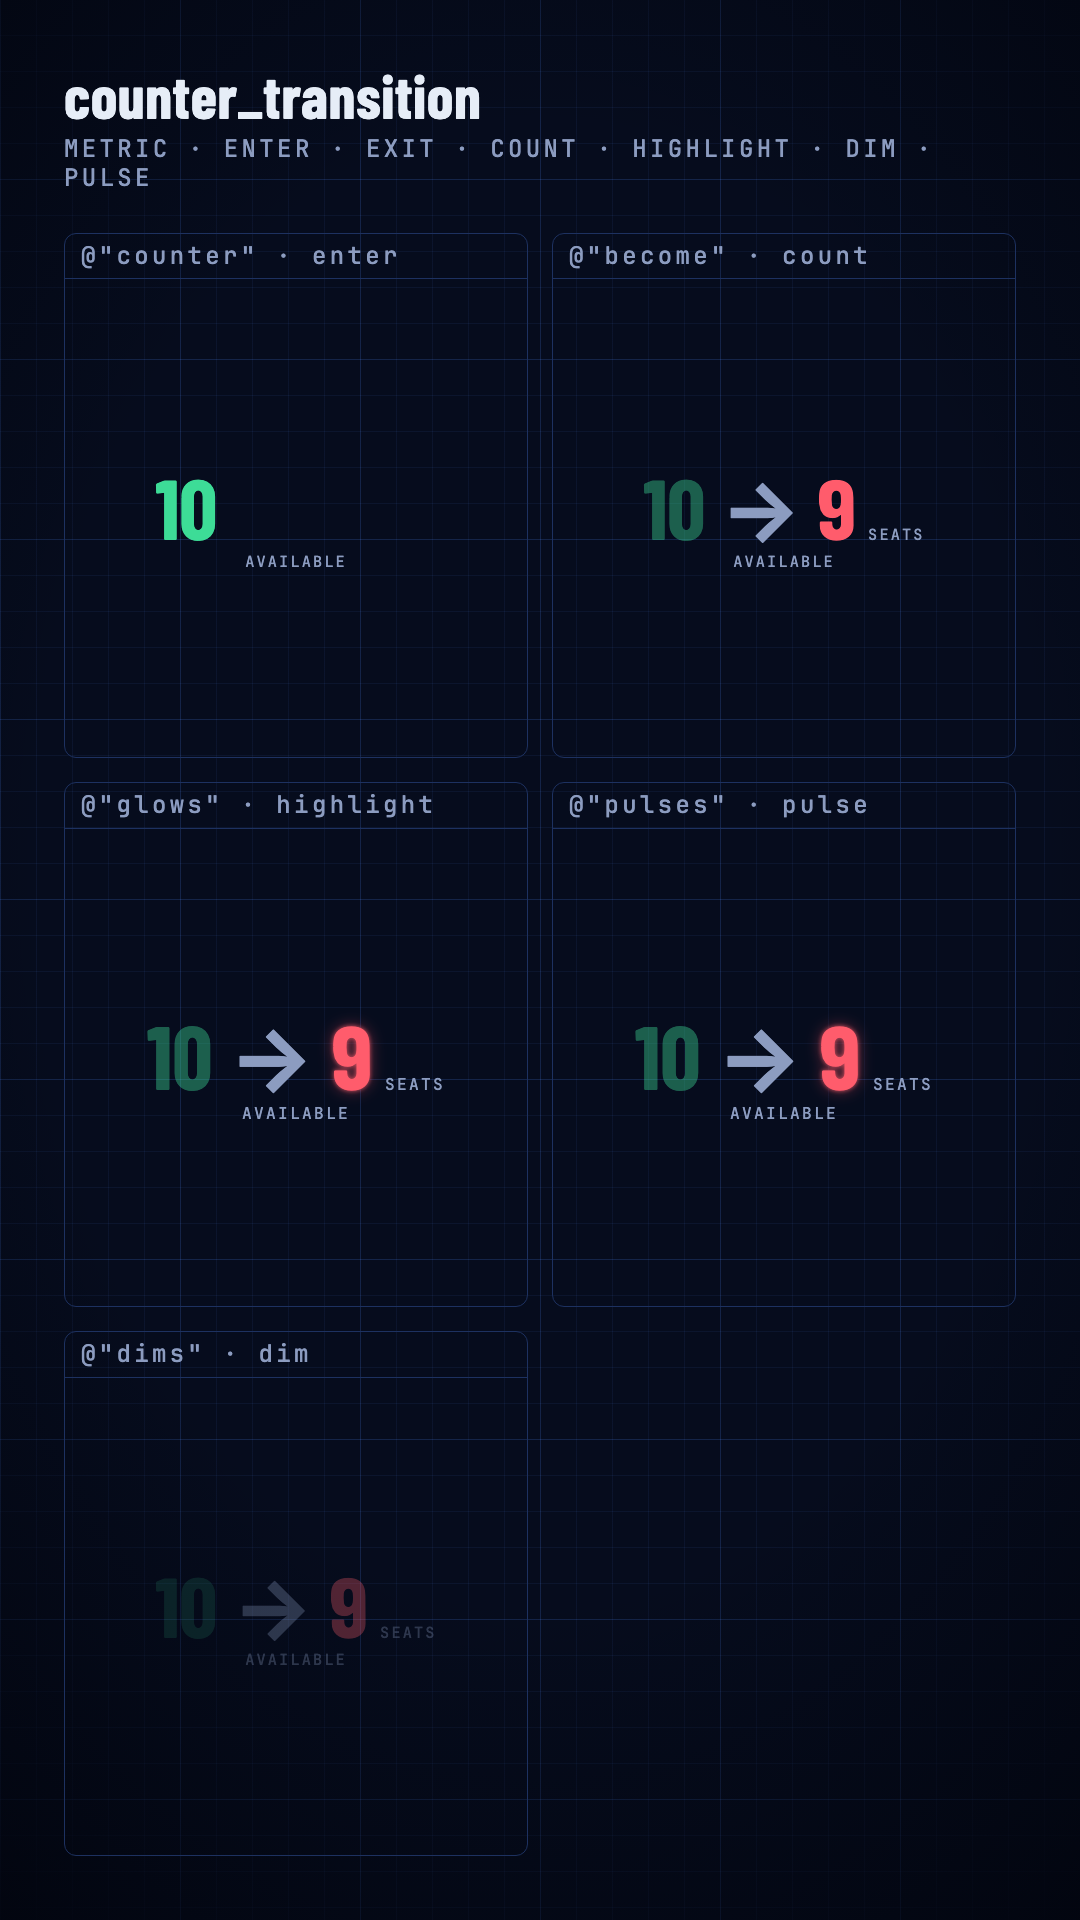 counter_transition
METRIC · ENTER · EXIT · COUNT · HIGHLIGHT · DIM ·
PULSE
@"counter" · enter
10
AVAILABLE
@"become" · count
10 → 9 SEATS
AVAILABLE
@"glows" · highlight
10 → 9 SEATS
AVAILABLE
@"pulses" · pulse
10 → 9 SEATS
AVAILABLE
@"dims" · dim
10 → 9 SEATS
AVAILABLE